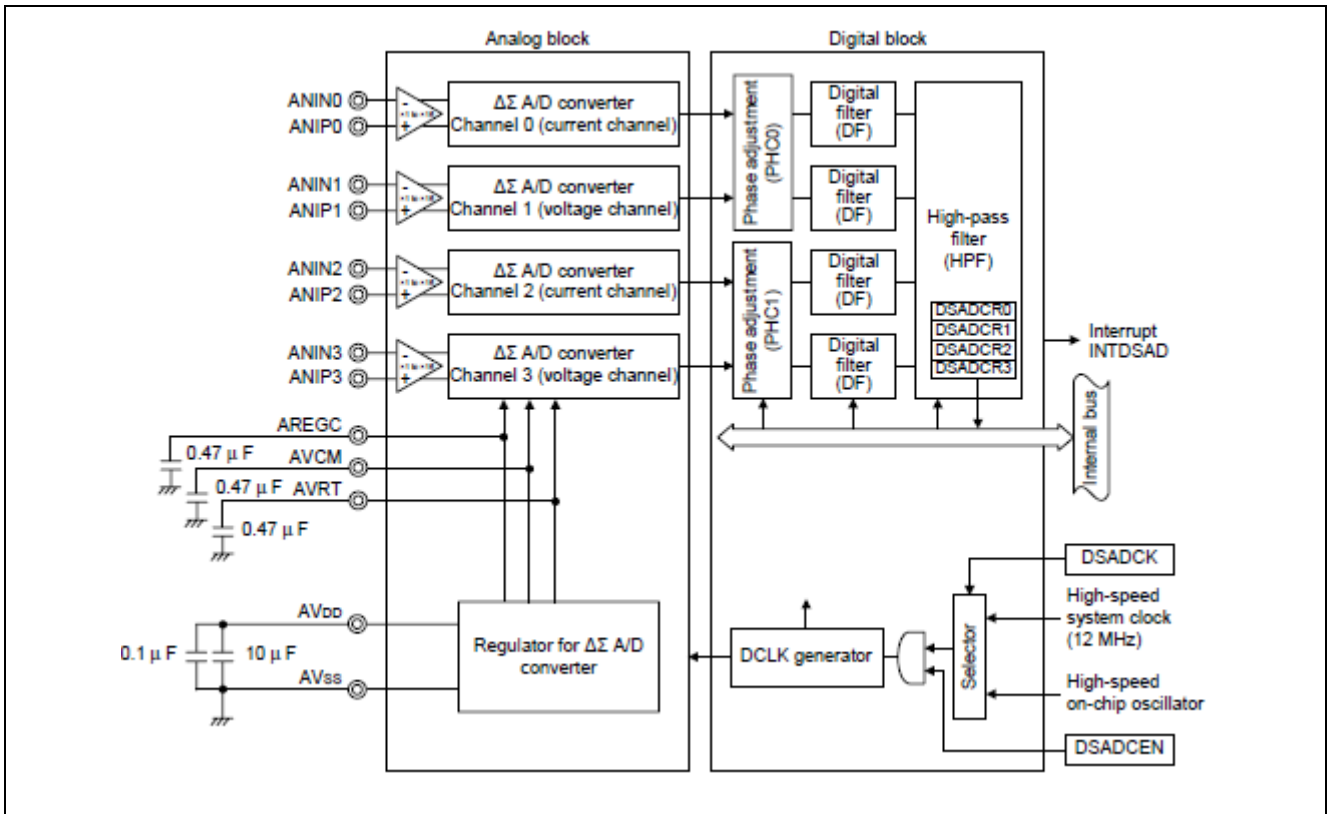 Analog block
Digital block
ANIN0
ANIP0
-
+
ΔΣ A/D converter
Channel 0 (current channel)
ANIN1
ANIP1
-
+
ΔΣ A/D converter
Channel 1 (voltage channel)
ANIN2
ANIP2
-
+
ΔΣ A/D converter
Channel 2 (current channel)
ANIN3
ANIP3
-
+
ΔΣ A/D converter
Channel 3 (voltage channel)
Phase adjustment
(PHC0)
Phase adjustment
(PHC1)
Digital
filter
(DF)
Digital
filter
(DF)
Digital
filter
(DF)
Digital
filter
(DF)
High-pass
filter
(HPF)
DSADCR0
DSADCR1
DSADCR2
DSADCR3
Interrupt
INTDSAD
Internal bus
AREGC
0.47 μ F
AVCM
0.47 μ F
AVRT
0.47 μ F
AVDD
0.1 μ F
10 μ F
AVSS
Regulator for ΔΣ A/D
converter
DCLK generator
Selector
DSADCK
High-speed
system clock
(12 MHz)
High-speed
on-chip oscillator
DSADCEN